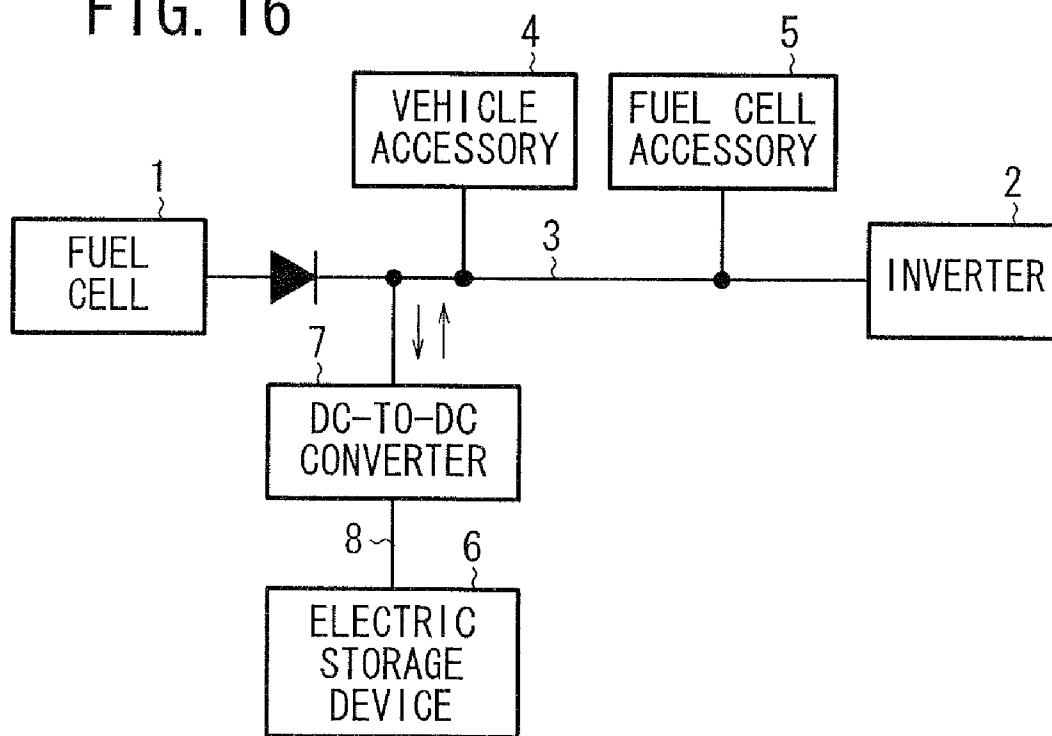 FIG. 16
4
5
VEHICLE
ACCESSORY
FUEL CELL
ACCESSORY
1
2
FUEL
CELL
3
INVERTER
7
DC-TO-DC
CONVERTER
8
6
ELECTRIC
STORAGE
DEVICE